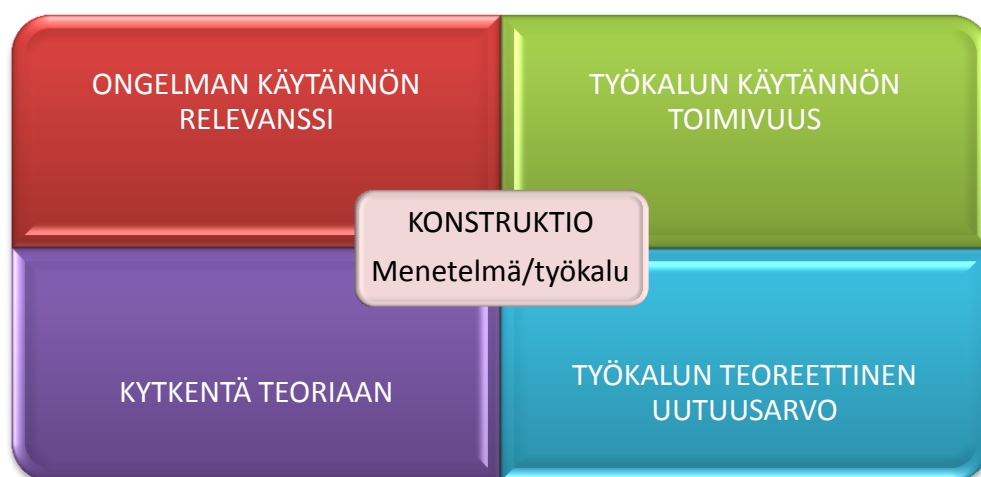 ONGELMAN KÄYTÄNNÖN
RELEVANSSI
TYÖKALUN KÄYTÄNNÖN
TOIMIVUUS
KONSTRUKTIO
Menetelmä/työkalu
KYTKENTÄ TEORIAAN
TYÖKALUN TEOREETTINEN
UUTUUSARVO